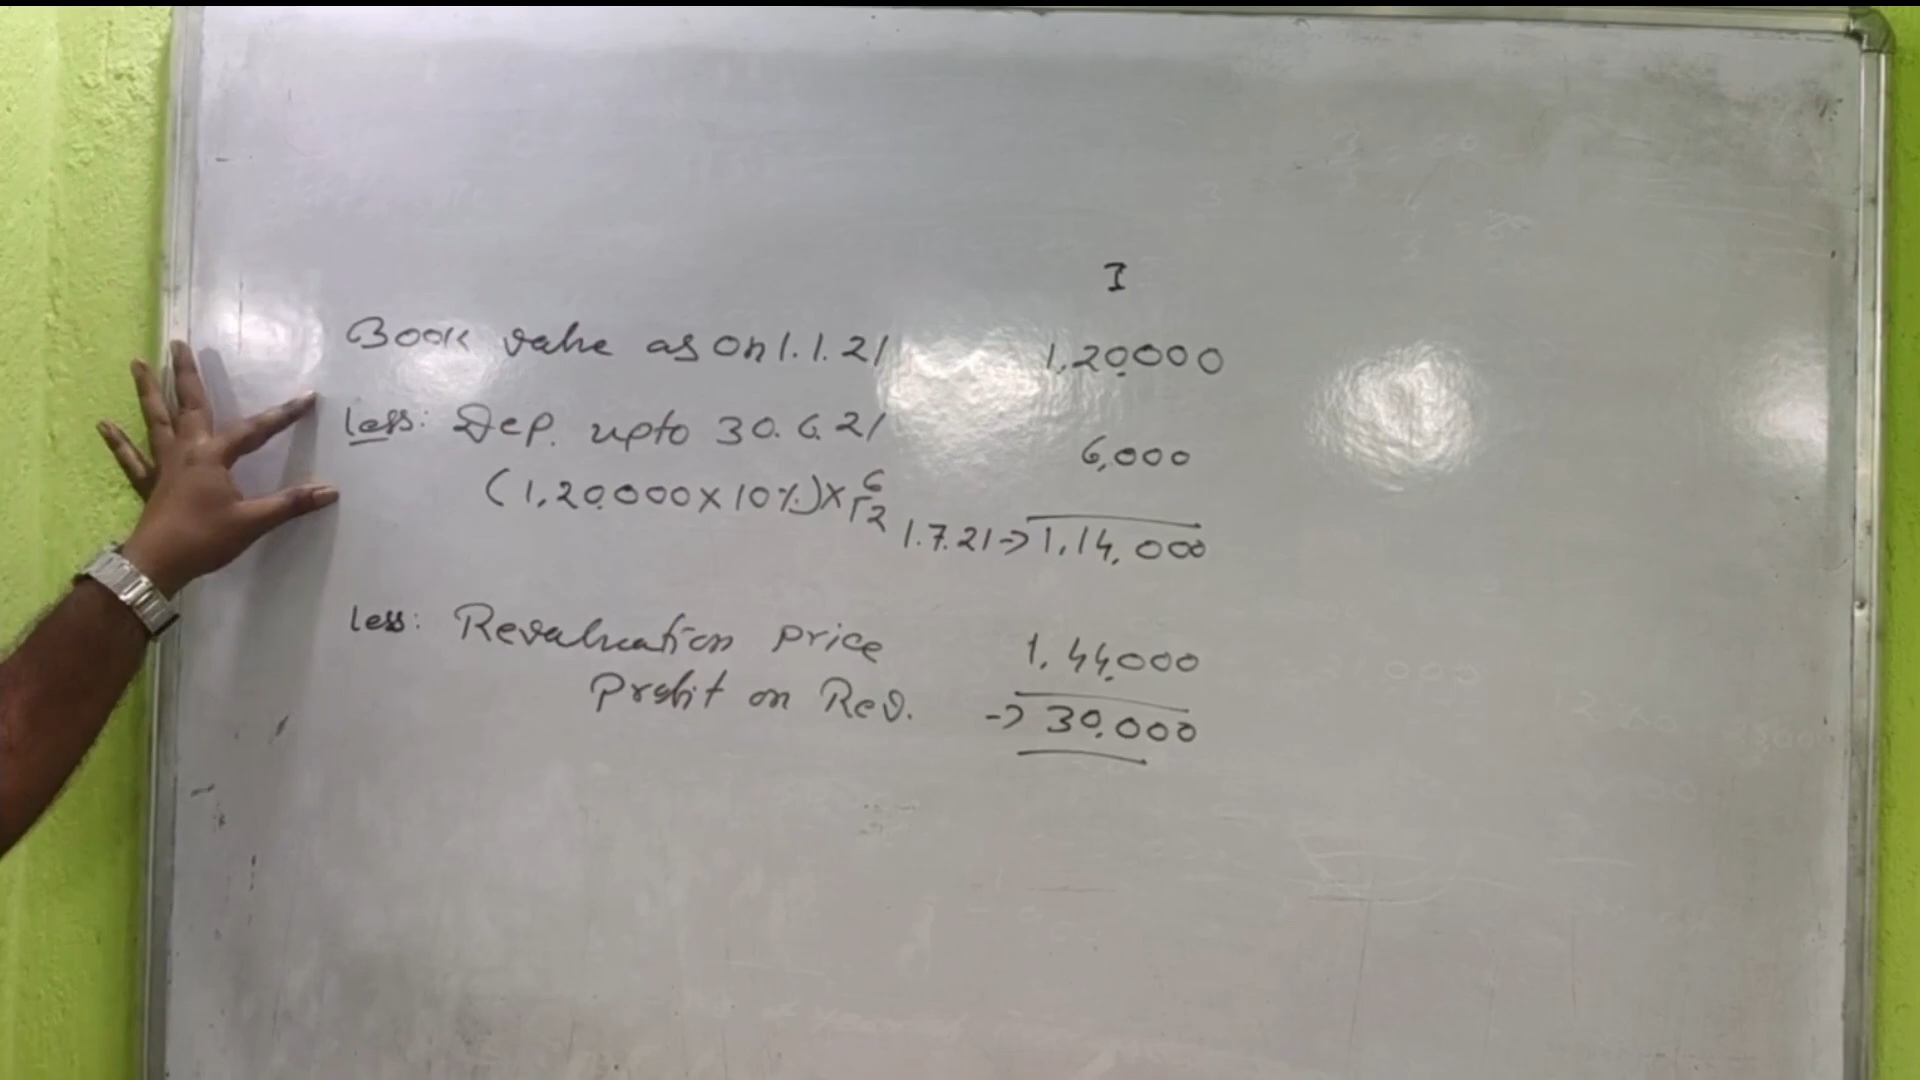 I
Book value as on 1.1.21 1,20,000
less: Dep. upto 30.6.21 6,000
(1,20,000 x 10%) x 6/12
1.7.21 -> 1,14,000
less: Revaluation price 1,44,000
Profit on Rev. -> 30,000